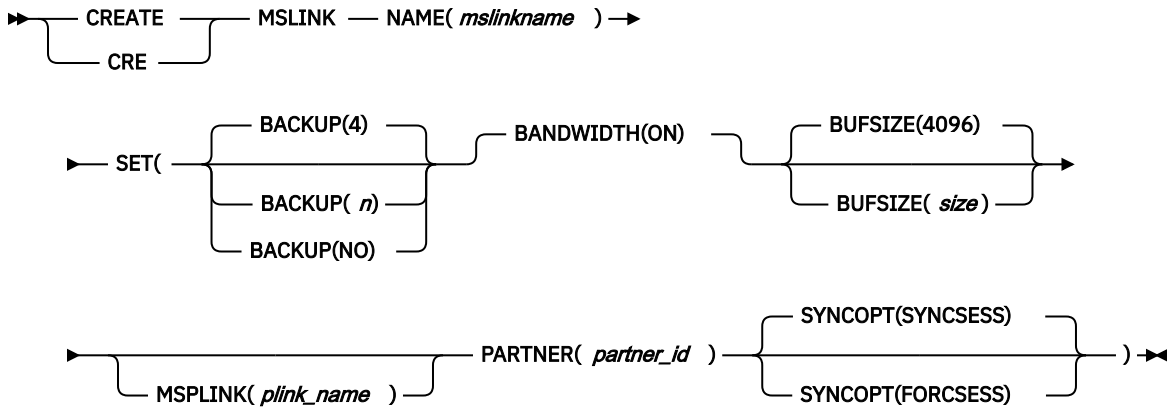 CREATE MSLINK NAME( mslinkname )
CRE
BACKUP(4) BANDWIDTH(ON) BUFSIZE(4096)
SET(
BACKUP( n) BUFSIZE( size )
BACKUP(NO)
SYNCOPT(SYNCSESS)
PARTNER( partner_id ) )
MSPLINK( plink_name ) SYNCOPT(FORCSESS)